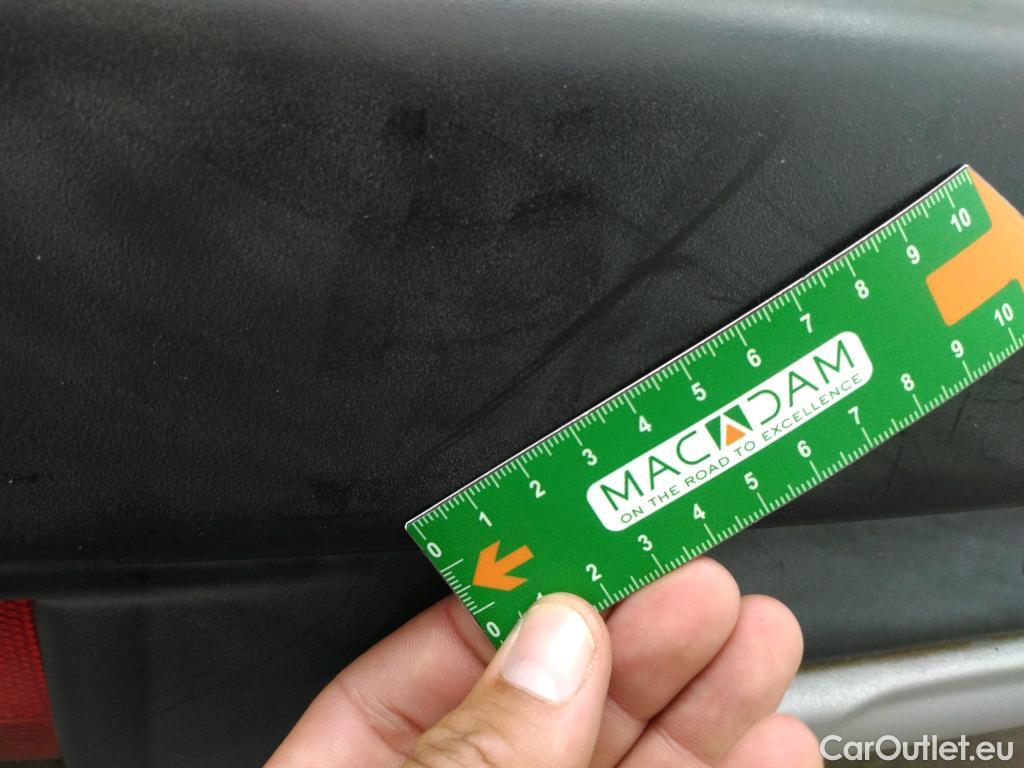 0 1 2 3 4 5 6 7 8 9 10
MACADAM
ON THE ROAD TO EXCELLENCE
0 1 2 3 4 5 6 7 8 9 10
CarOutlet.eu